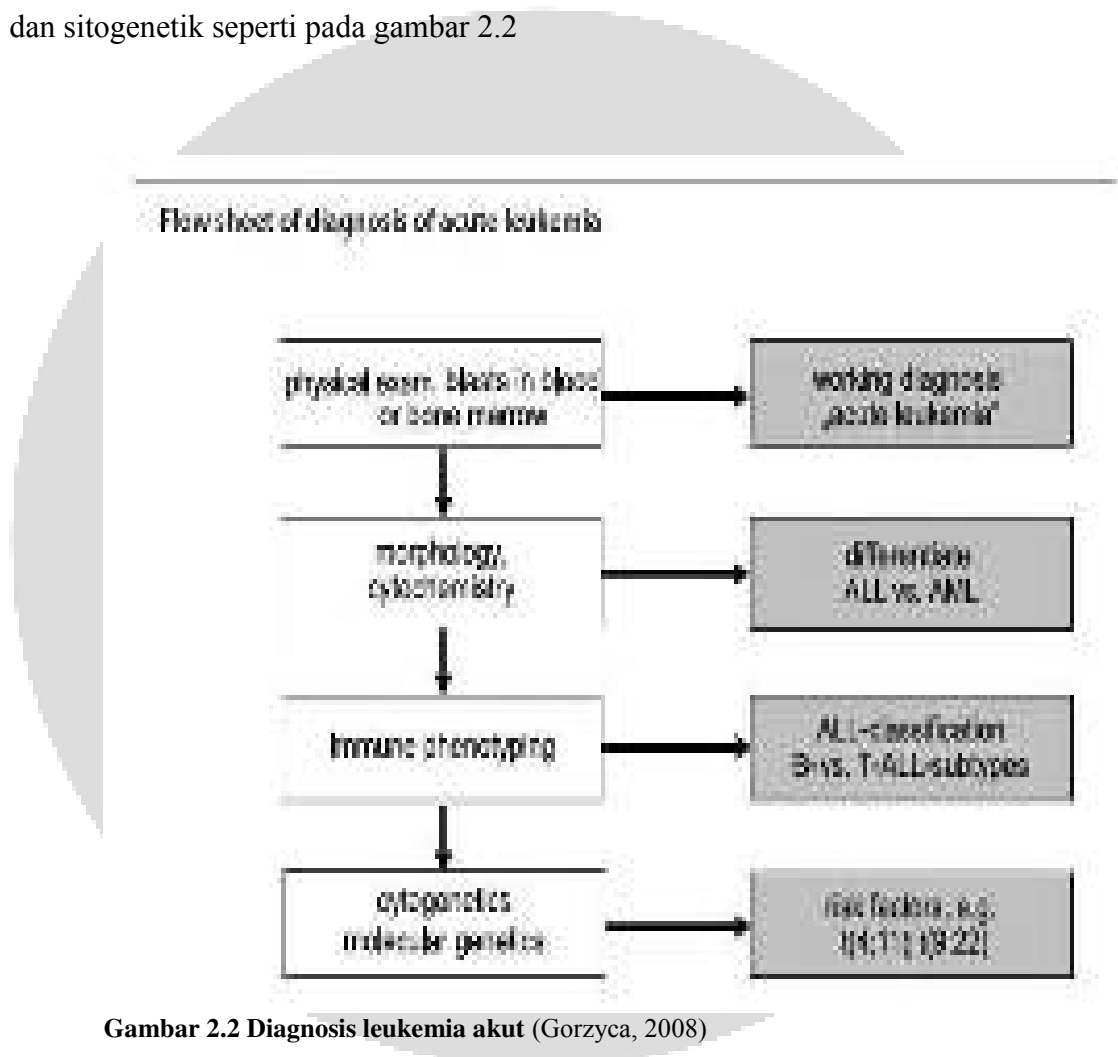 dan sitogenetik seperti pada gambar 2.2
Flow sheet of diagnosis of acute leukemia
physical exam, blasts in blood
or bone marrow
working diagnosis
„acute leukemia“
morphology,
cytochemistry
differentiate
ALL vs. AML
Immune phenotyping
ALL-classification
B- vs. T-ALL-subtypes
cytogenetics
molecular genetics
risk factors, e.g.
t(4;11) t(9;22)
Gambar 2.2 Diagnosis leukemia akut (Gorzyca, 2008)